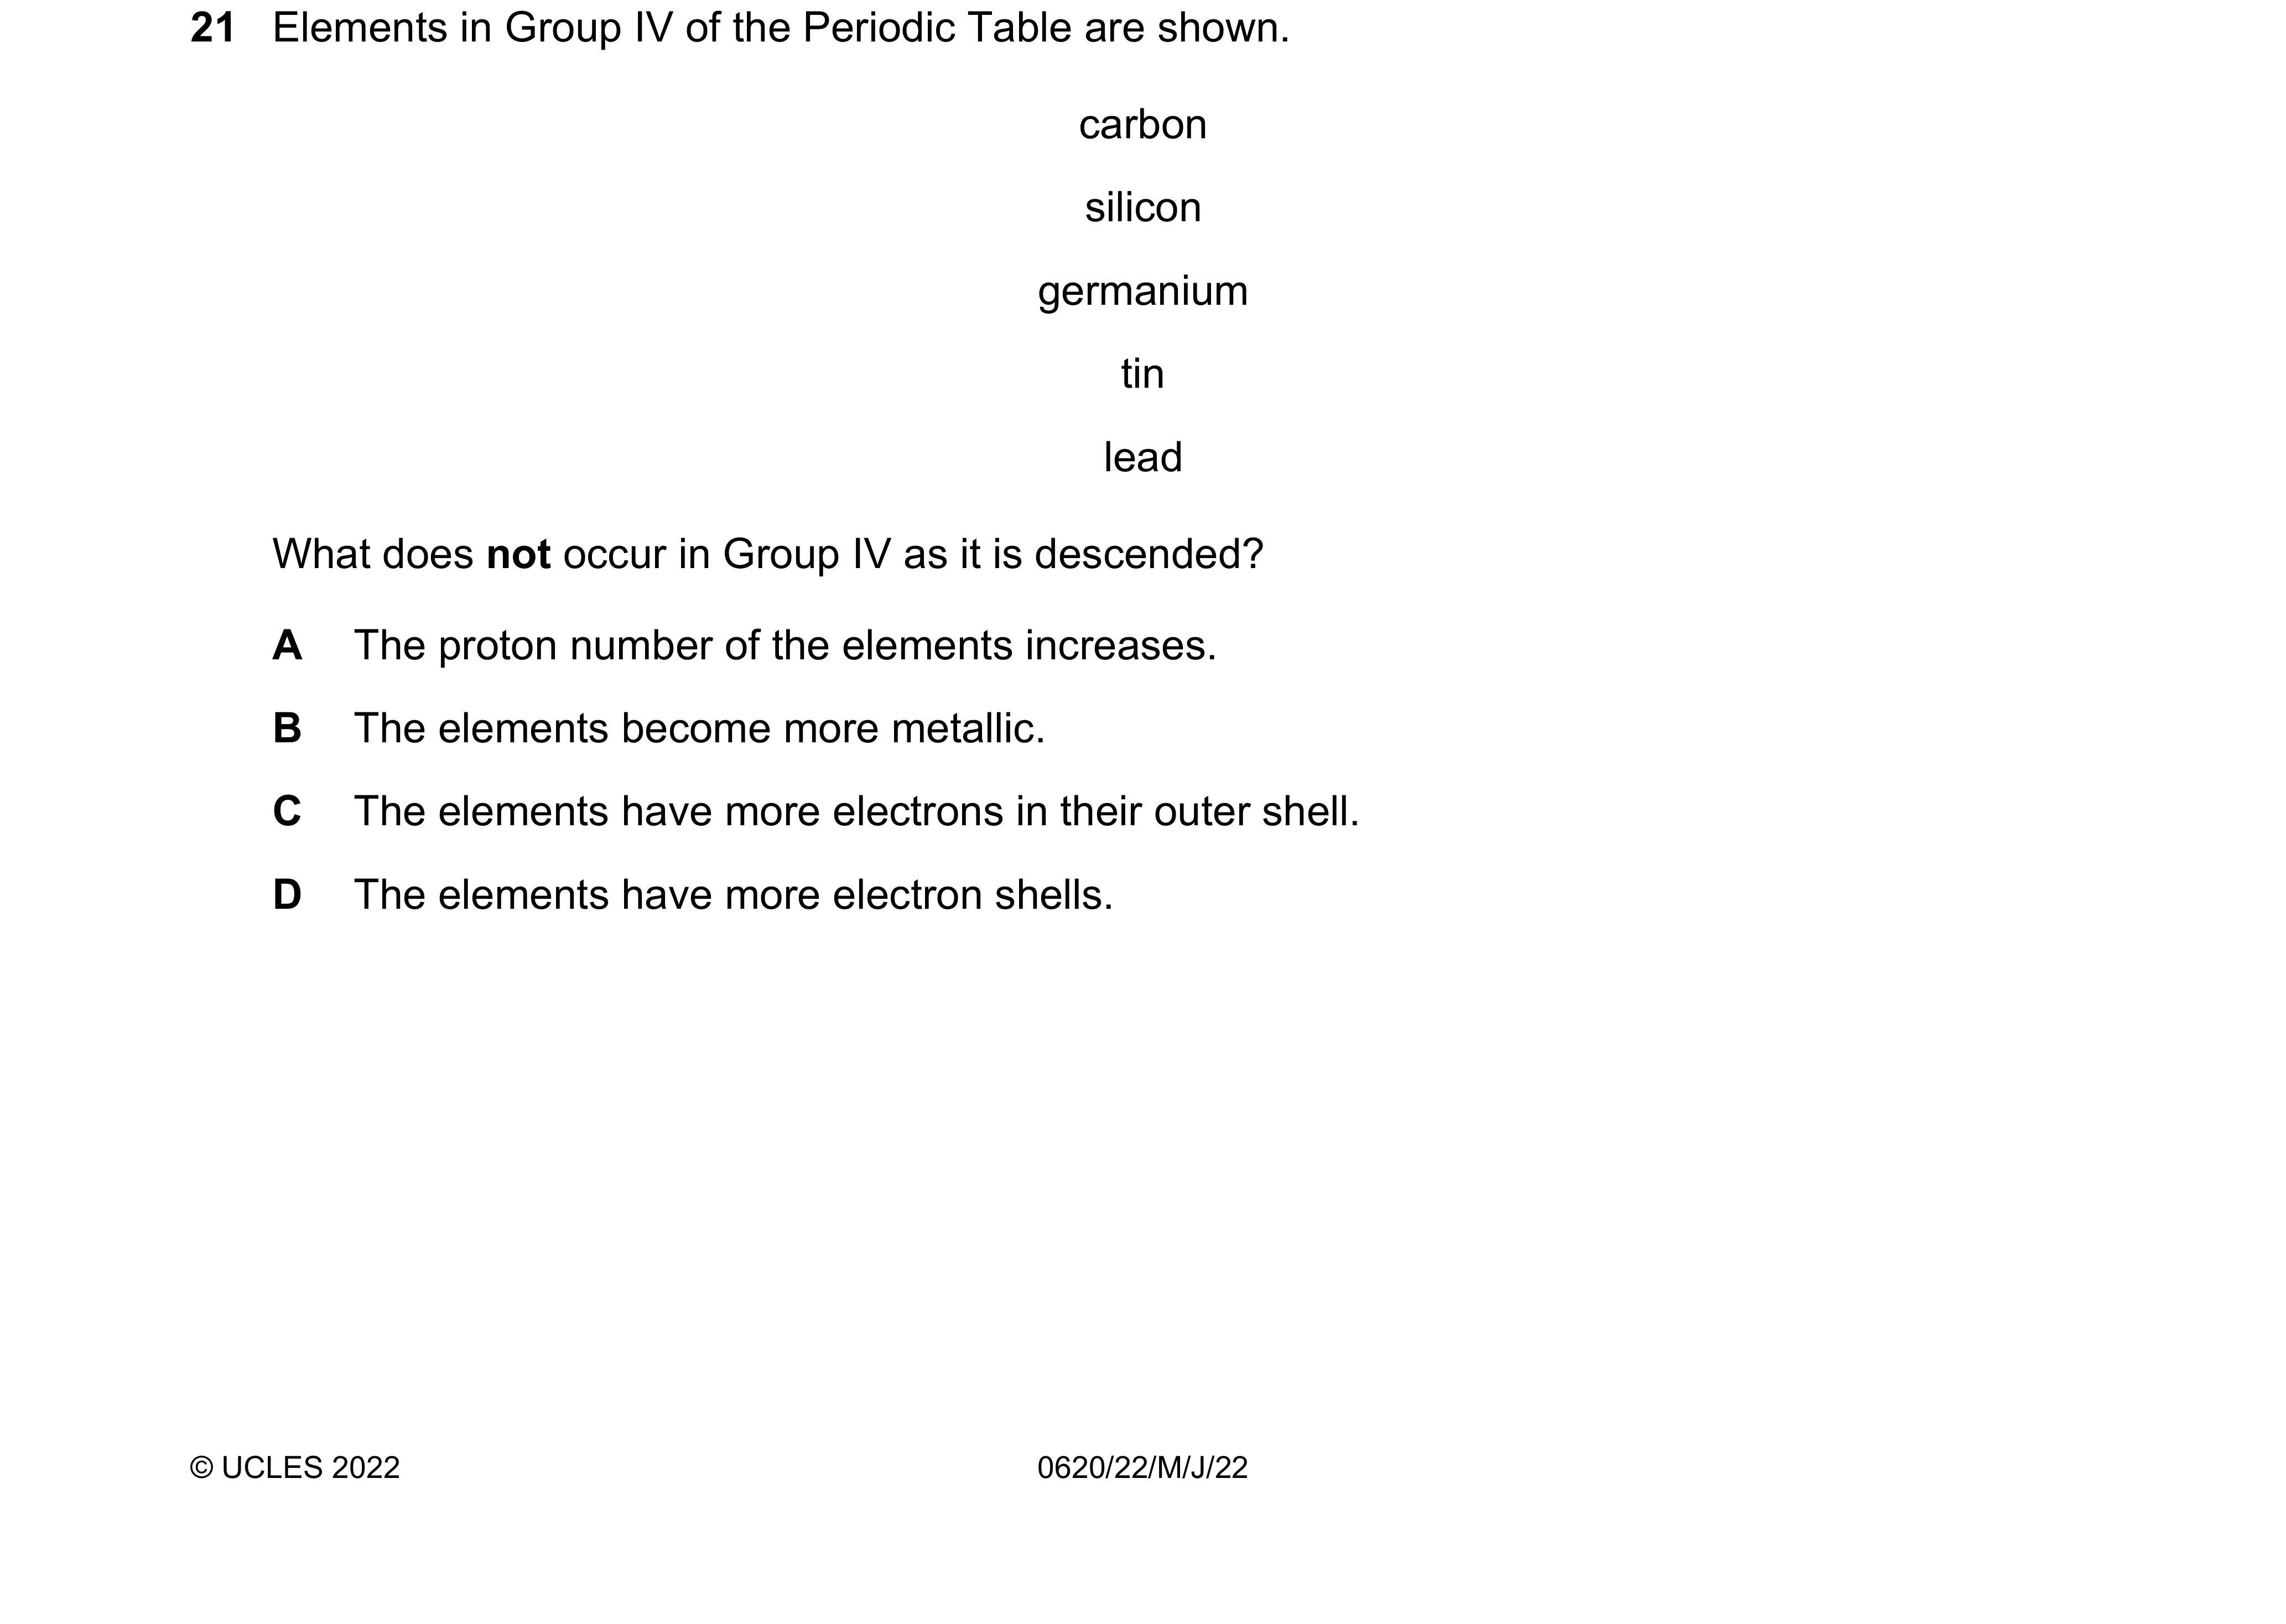 21 Elements in Group IV of the Periodic Table are shown.
carbon
silicon
germanium
tin
lead
What does not occur in Group IV as it is descended?
A The proton number of the elements increases.
B The elements become more metallic.
C The elements have more electrons in their outer shell.
D The elements have more electron shells.
© UCLES 2022 0620/22/M/J/22